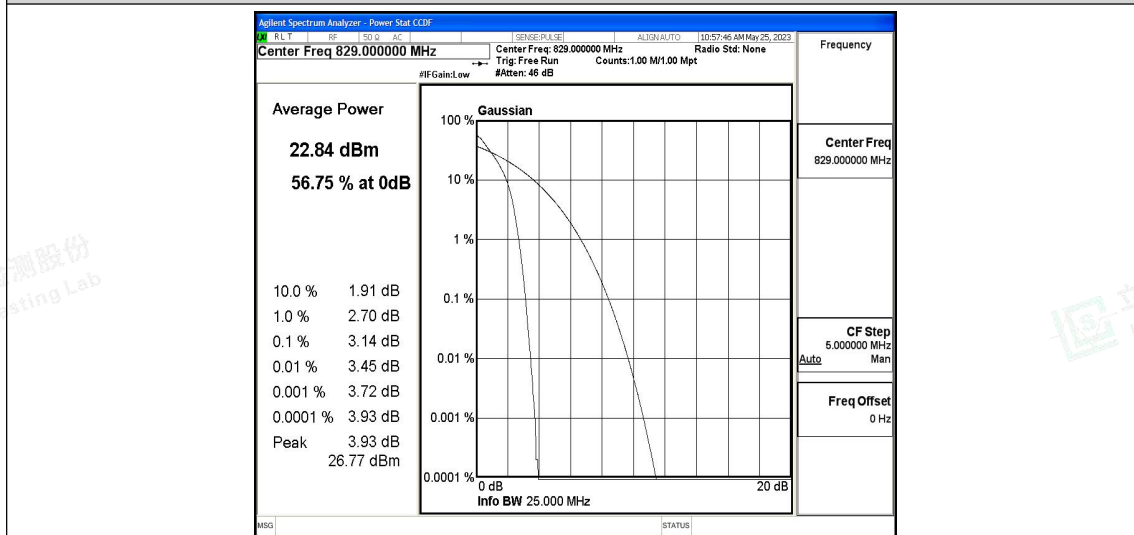 Agilent Spectrum Analyzer - Power Stat CCDF
LXI RL T RF 50 Ω AC SENSE:PULSE ALIGN AUTO 10:57:46 AM May 25, 2023
Center Freq 829.000000 MHz
Center Freq: 829.000000 MHz Radio Std: None
Trig: Free Run Counts:1.00 M/1.00 Mpt
#IFGain:Low #Atten: 46 dB
Frequency
Average Power
22.84 dBm
56.75 % at 0dB
10.0 % 1.91 dB
1.0 % 2.70 dB
0.1 % 3.14 dB
0.01 % 3.45 dB
0.001 % 3.72 dB
0.0001 % 3.93 dB
Peak 3.93 dB
26.77 dBm
Gaussian
100 %
10 %
1 %
0.1 %
0.01 %
0.001 %
0.0001 %
0 dB 20 dB
Info BW 25.000 MHz
Center Freq
829.000000 MHz
CF Step
5.000000 MHz
Auto Man
Freq Offset
0 Hz
MSG STATUS
测股份
sting Lab
立